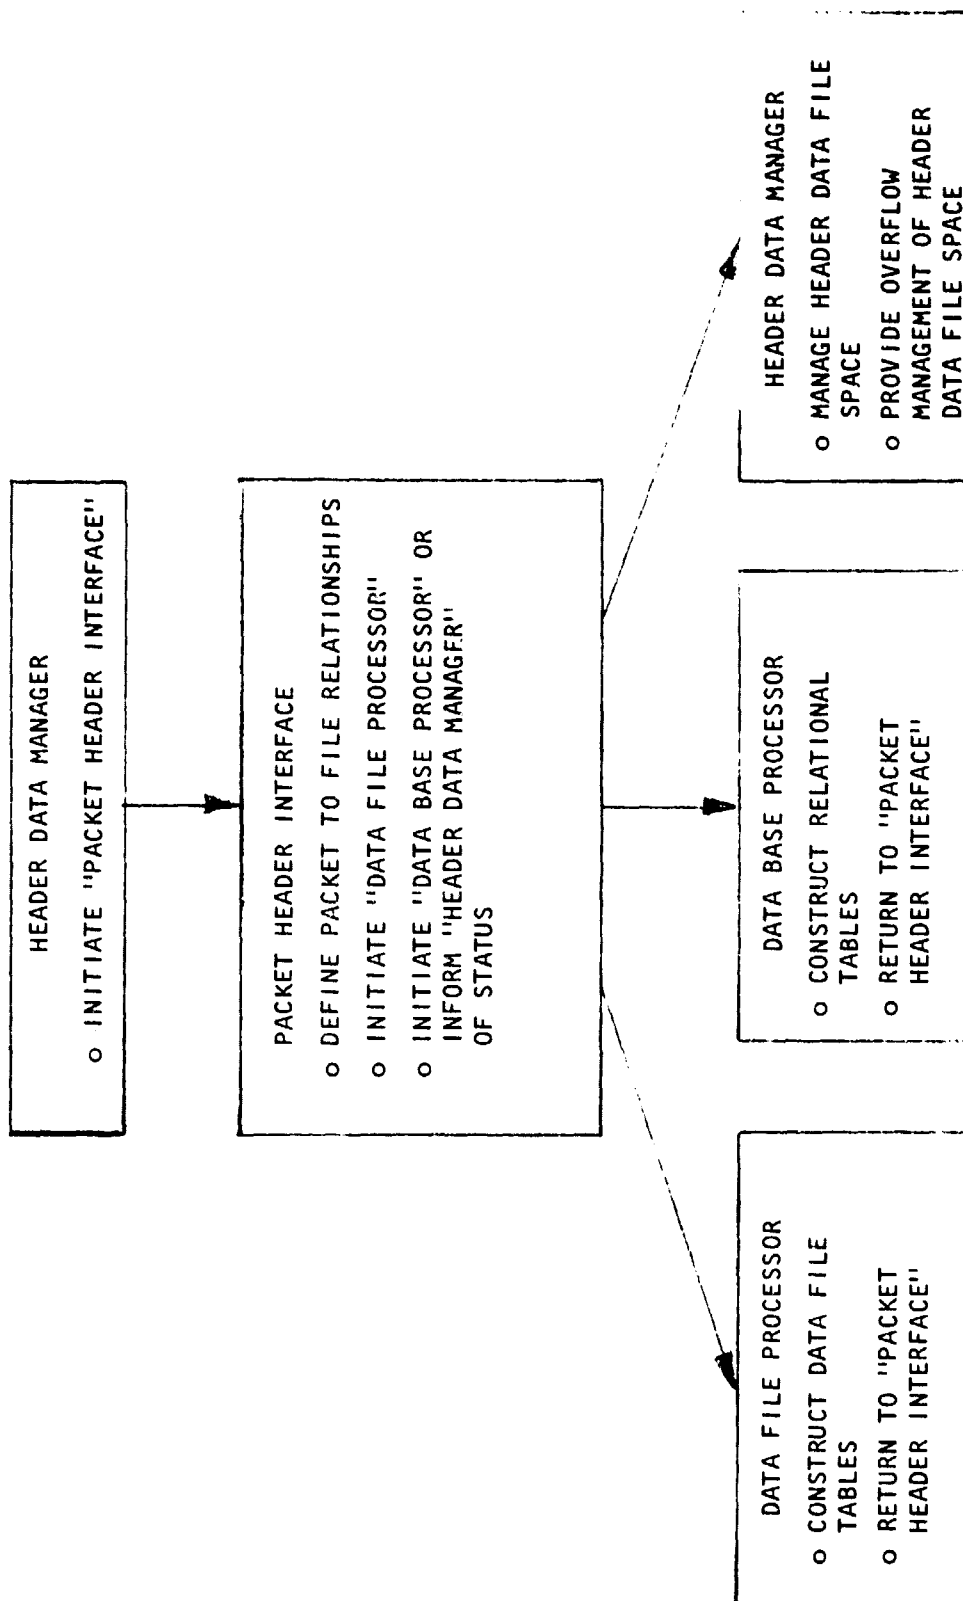 HEADER DATA MANAGER
o INITIATE "PACKET HEADER INTERFACE"
PACKET HEADER INTERFACE
o DEFINE PACKET TO FILE RELATIONSHIPS
o INITIATE "DATA FILE PROCESSOR"
o INITIATE "DATA BASE PROCESSOR" OR
INFORM "HEADER DATA MANAGER"
OF STATUS
DATA FILE PROCESSOR
o CONSTRUCT DATA FILE
TABLES
o RETURN TO "PACKET
HEADER INTERFACE"
DATA BASE PROCESSOR
o CONSTRUCT RELATIONAL
TABLES
o RETURN TO "PACKET
HEADER INTERFACE"
HEADER DATA MANAGER
o MANAGE HEADER DATA FILE
SPACE
o PROVIDE OVERFLOW
MANAGEMENT OF HEADER
DATA FILE SPACE